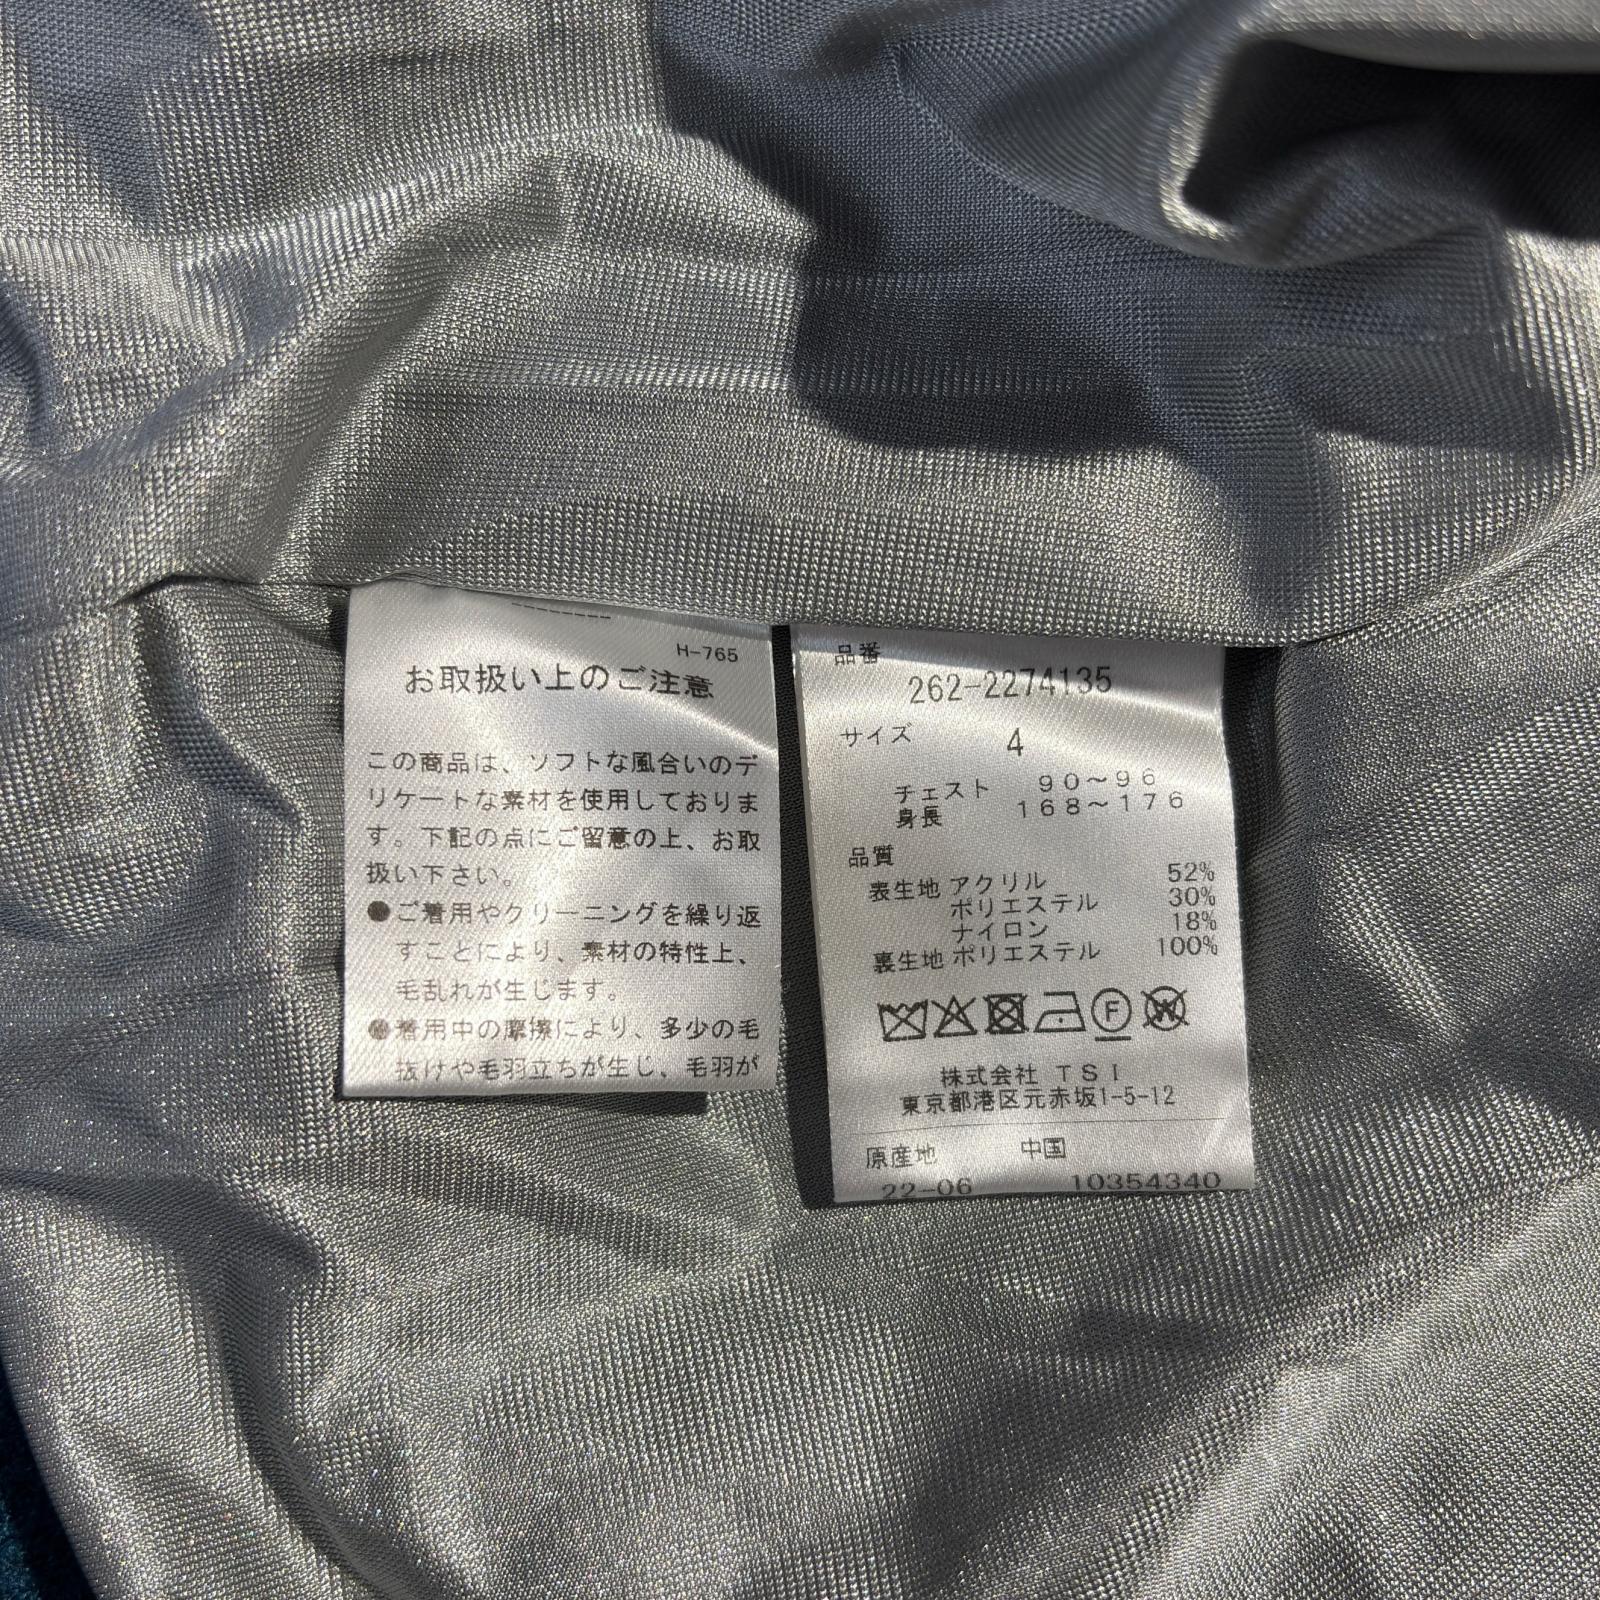 H-765
お取扱い上のご注意
この商品は、ソフトな風合いのデ
リケートな素材を使用しておりま
す。下記の点にご留意の上、お取
扱い下さい。
●ご着用やクリーニングを繰り返
すことにより、素材の特性上、
毛乱れが生じます。
●着用中の摩擦により、多少の毛
抜けや毛羽立ちが生じ、毛羽が
品番
262-2274135
サイズ 4
チェスト 90~96
身長 168~176
品質
表生地 アクリル 52%
ポリエステル 30%
ナイロン 18%
裏生地 ポリエステル 100%
F W
株式会社 TSI
東京都港区元赤坂1-5-12
原産地 中国
22-06 10354340